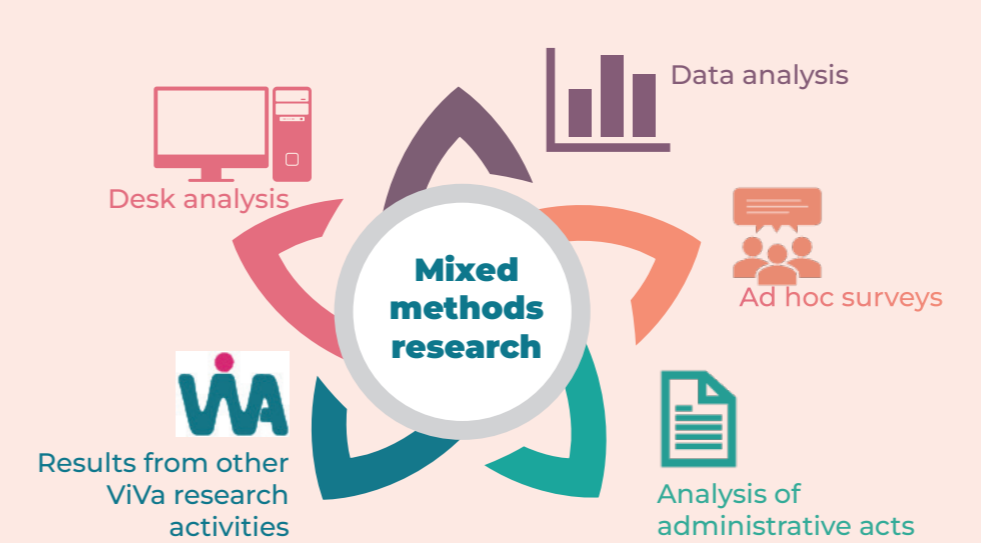 Data analysis
Desk analysis
Mixed
methods
research
Ad hoc surveys
ViVA
Results from other
ViVa research
activities
Analysis of
administrative acts